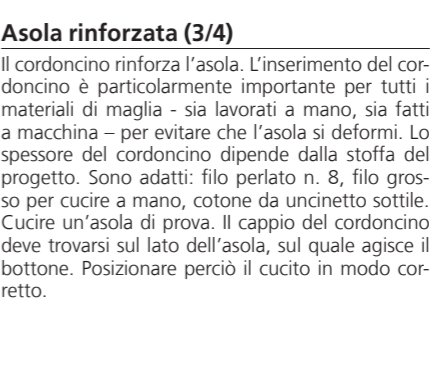 Asola rinforzata (3/4)
Il cordoncino rinforza l’asola. L’inserimento del cor-
doncino è particolarmente importante per tutti i
materiali di maglia - sia lavorati a mano, sia fatti
a macchina – per evitare che l’asola si deformi. Lo
spessore del cordoncino dipende dalla stoffa del
progetto. Sono adatti: filo perlato n. 8, filo gros-
so per cucire a mano, cotone da uncinetto sottile.
Cucire un’asola di prova. Il cappio del cordoncino
deve trovarsi sul lato dell’asola, sul quale agisce il
bottone. Posizionare perciò il cucito in modo cor-
retto.